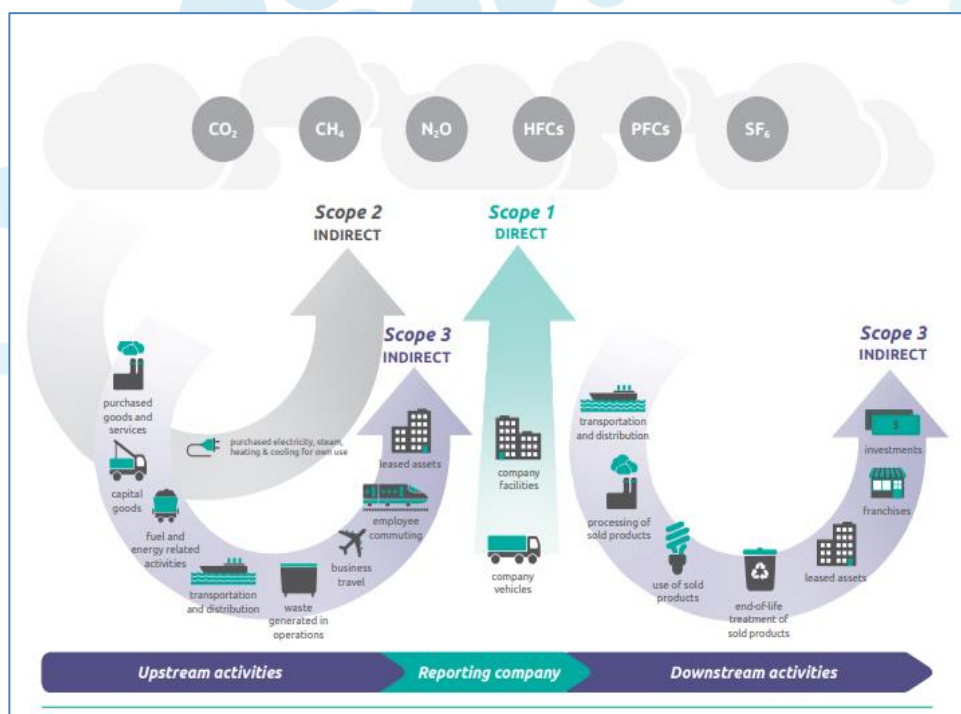 CO₂
CH₄
N₂O
HFCs
PFCs
SF₆
Scope 2
INDIRECT
Scope 1
DIRECT
Scope 3
INDIRECT
Scope 3
INDIRECT
purchased
goods and
services
capital
goods
fuel and
energy related
activities
transportation
and distribution
waste
generated in
operations
business
travel
employee
commuting
leased assets
purchased electricity, steam,
heating & cooling for own use
company
facilities
company
vehicles
transportation
and distribution
processing of
sold products
use of sold
products
end-of-life
treatment of
sold products
leased assets
franchises
$
investments
Upstream activities
Reporting company
Downstream activities